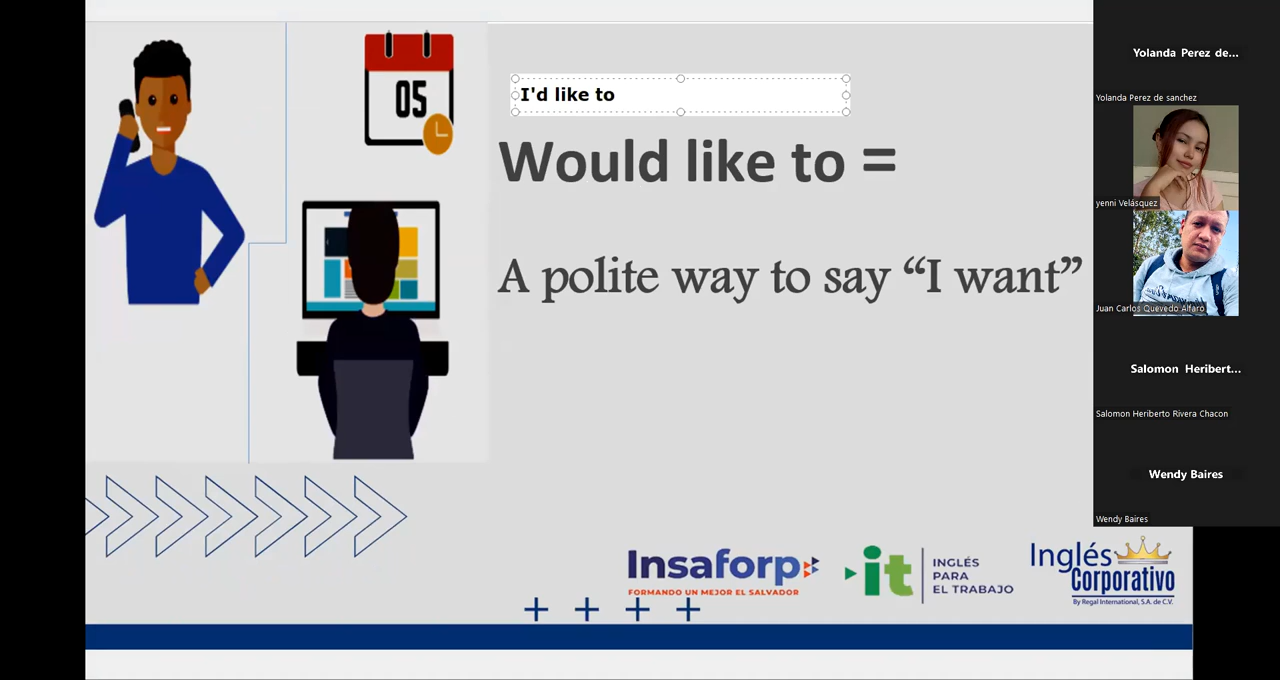 05
I'd like to
Would like to =
A polite way to say “I want”
Insaforp
FORMANDO UN MEJOR EL SALVADOR
it
INGLÉS
PARA
EL TRABAJO
Inglés
Corporativo
By Regal International, S.A. de C.V.
Yolanda Perez de...
Yolanda Perez de sanchez
yenni Velásquez
Juan Carlos Quevedo Alfaro
Salomon Heribert...
Salomon Heriberto Rivera Chacon
Wendy Baires
Wendy Baires